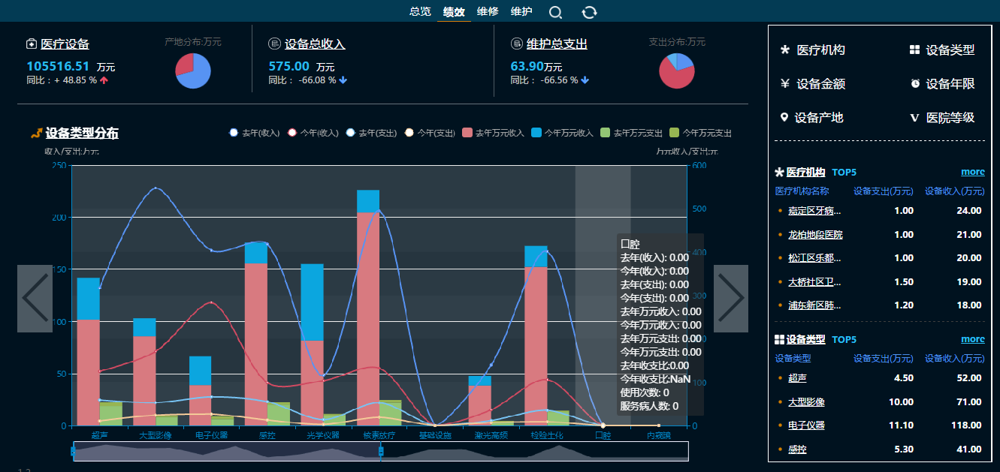 总览 绩效 维修 维护
医疗设备 产地分布:万元
105516.51 万元
同比：+ 48.85 %
设备总收入
575.00 万元
同比： -66.08 %
维护总支出 支出分布:万元
63.90万元
同比： -66.56 %
医疗机构 设备类型
¥ 设备金额 设备年限
设备产地 V 医院等级
设备类型分布
去年(收入) 今年(收入) 去年(支出) 今年(支出) 去年万元收入 今年万元收入 去年万元支出 今年万元支出
收入/支出:万元 万元收入/支出:元
250 600
500
200
400
150
300
100
200
50 100
0 0
口腔
去年(收入): 0.00
今年(收入): 0.00
去年(支出): 0.00
今年(支出): 0.00
去年万元收入: 0.00
今年万元收入: 0.00
去年万元支出: 0.00
今年万元支出: 0.00
去年收支比:0.00
今年收支比:NaN
使用次数: 0
服务病人数: 0
超声 大型影像 电子仪器 感控 光学仪器 核素放疗 基础设施 激光高频 检验生化 口腔 内窥镜
医疗机构 TOP5 more
医疗机构名称 设备支出(万元) 设备收入(万元)
嘉定区牙病... 1.00 24.00
龙柏地段医院 1.00 21.00
松江区乐都... 1.00 20.00
大桥社区卫... 1.50 19.00
浦东新区肺... 1.20 18.00
设备类型 TOP5 more
设备类型 设备支出(万元) 设备收入(万元)
超声 4.50 52.00
大型影像 10.00 71.00
电子仪器 11.10 118.00
感控 5.30 41.00